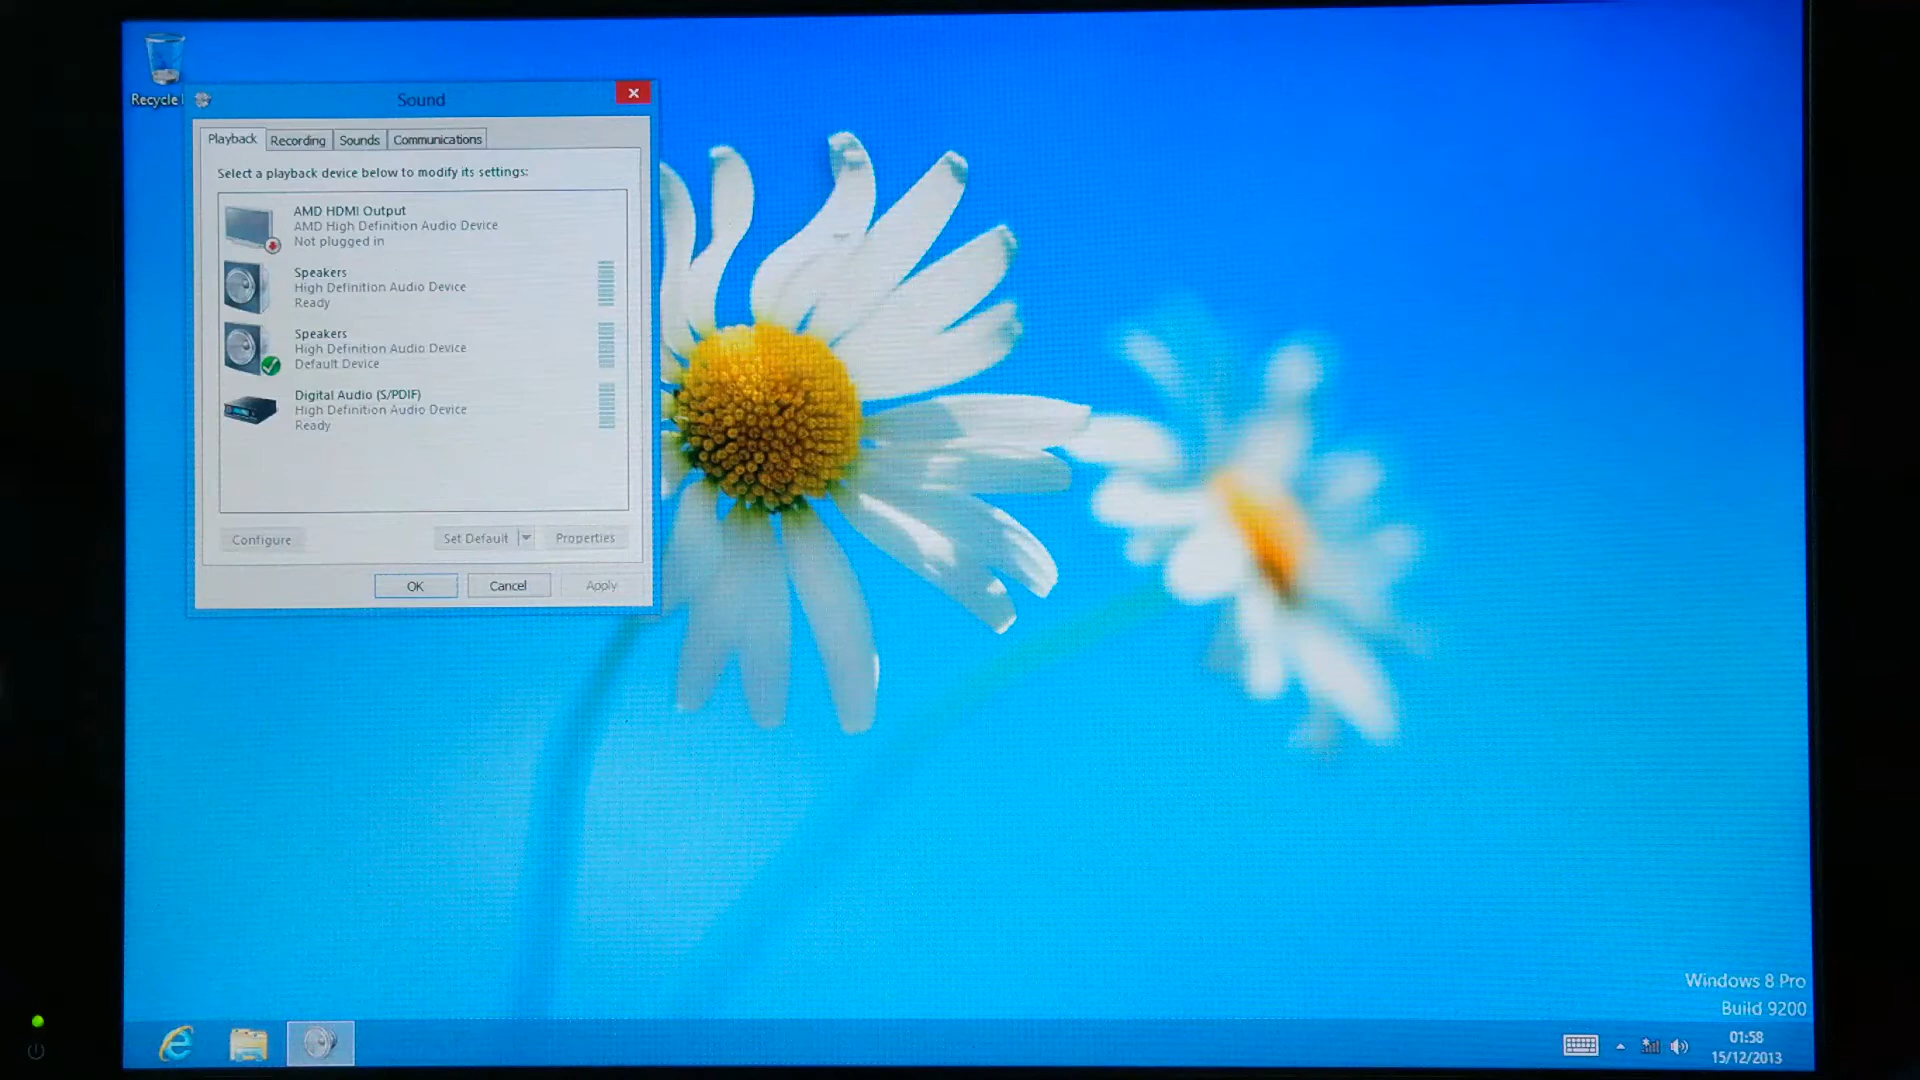 Recycle
Sound
Playback
Recording
Sounds
Communications
Select a playback device below to modify its settings:
AMD HDMI Output
AMD High Definition Audio Device
Not plugged in
Speakers
High Definition Audio Device
Ready
Speakers
High Definition Audio Device
Default Device
Digital Audio (S/PDIF)
High Definition Audio Device
Ready
Configure
Set Default
Properties
OK
Cancel
Apply
Windows 8 Pro
Build 9200
01:58
15/12/2013